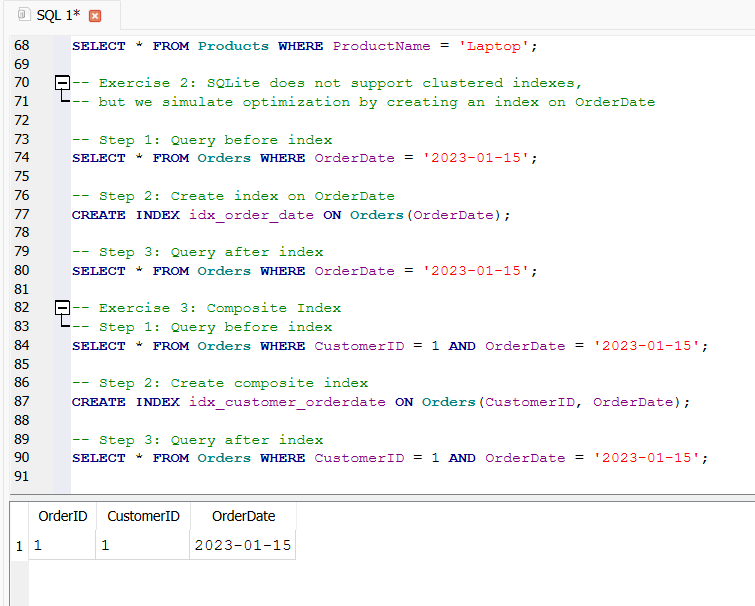 SQL 1*
68 SELECT * FROM Products WHERE ProductName = 'Laptop';
69
70 -- Exercise 2: SQLite does not support clustered indexes,
71 -- but we simulate optimization by creating an index on OrderDate
72
73 -- Step 1: Query before index
74 SELECT * FROM Orders WHERE OrderDate = '2023-01-15';
75
76 -- Step 2: Create index on OrderDate
77 CREATE INDEX idx_order_date ON Orders(OrderDate);
78
79 -- Step 3: Query after index
80 SELECT * FROM Orders WHERE OrderDate = '2023-01-15';
81
82 -- Exercise 3: Composite Index
83 -- Step 1: Query before index
84 SELECT * FROM Orders WHERE CustomerID = 1 AND OrderDate = '2023-01-15';
85
86 -- Step 2: Create composite index
87 CREATE INDEX idx_customer_orderdate ON Orders(CustomerID, OrderDate);
88
89 -- Step 3: Query after index
90 SELECT * FROM Orders WHERE CustomerID = 1 AND OrderDate = '2023-01-15';
91
OrderID CustomerID OrderDate
1 1 1 2023-01-15